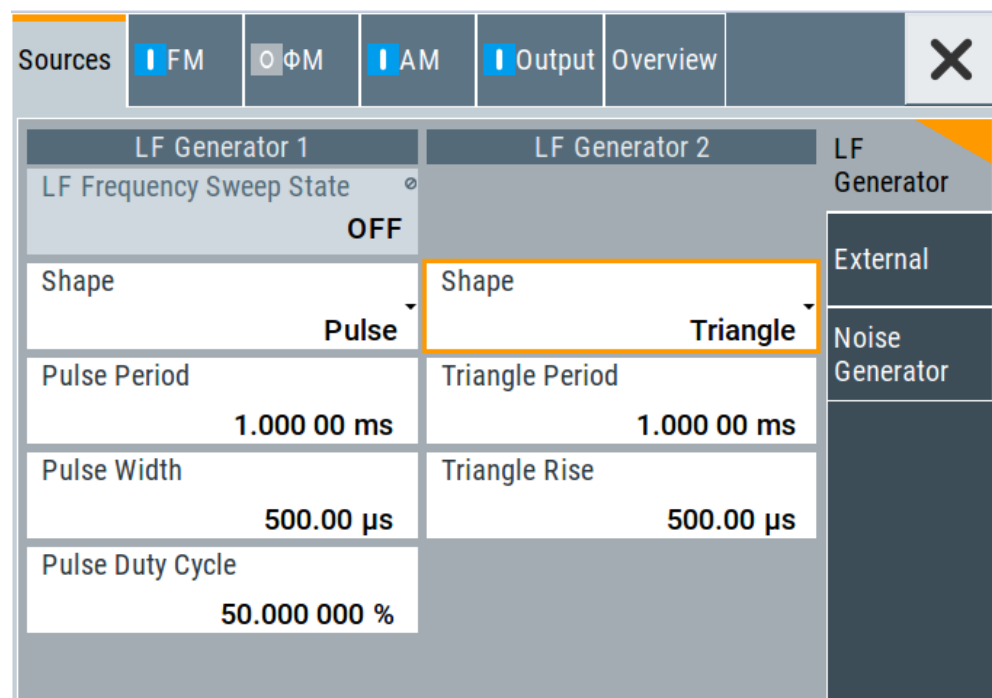 Sources I FM O ΦM I AM I Output Overview
LF Generator 1
LF Generator 2
LF
Generator
LF Frequency Sweep State
OFF
External
Shape
Pulse
Shape
Triangle
Noise
Generator
Pulse Period
1.000 00 ms
Triangle Period
1.000 00 ms
Pulse Width
500.00 µs
Triangle Rise
500.00 µs
Pulse Duty Cycle
50.000 000 %